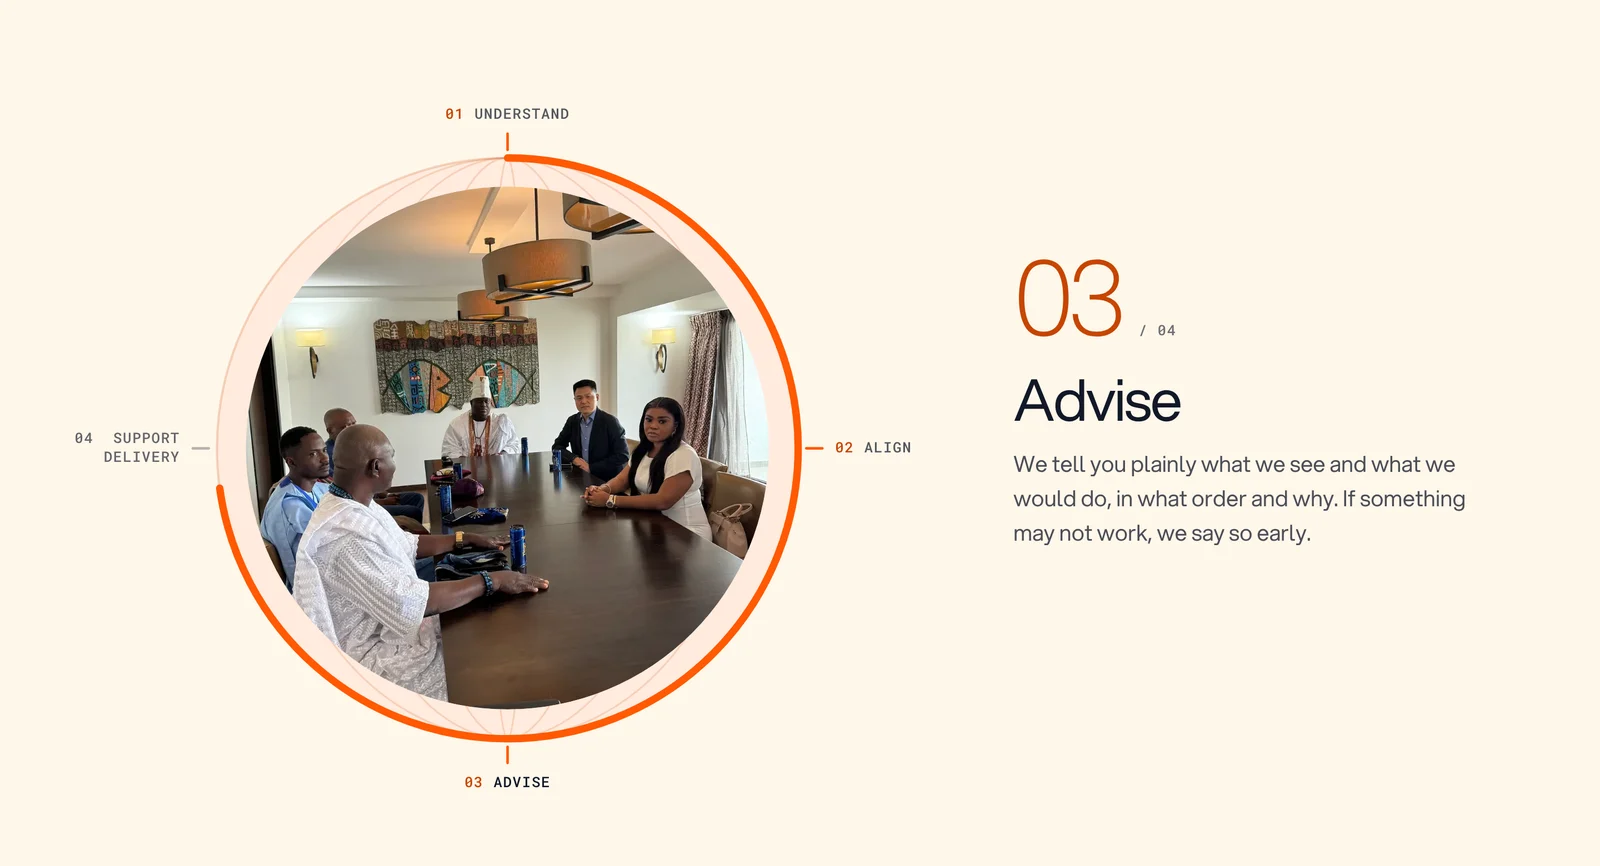 01 UNDERSTAND
04 SUPPORT
DELIVERY
02 ALIGN
03 ADVISE
03 / 04
Advise
We tell you plainly what we see and what we
would do, in what order and why. If something
may not work, we say so early.